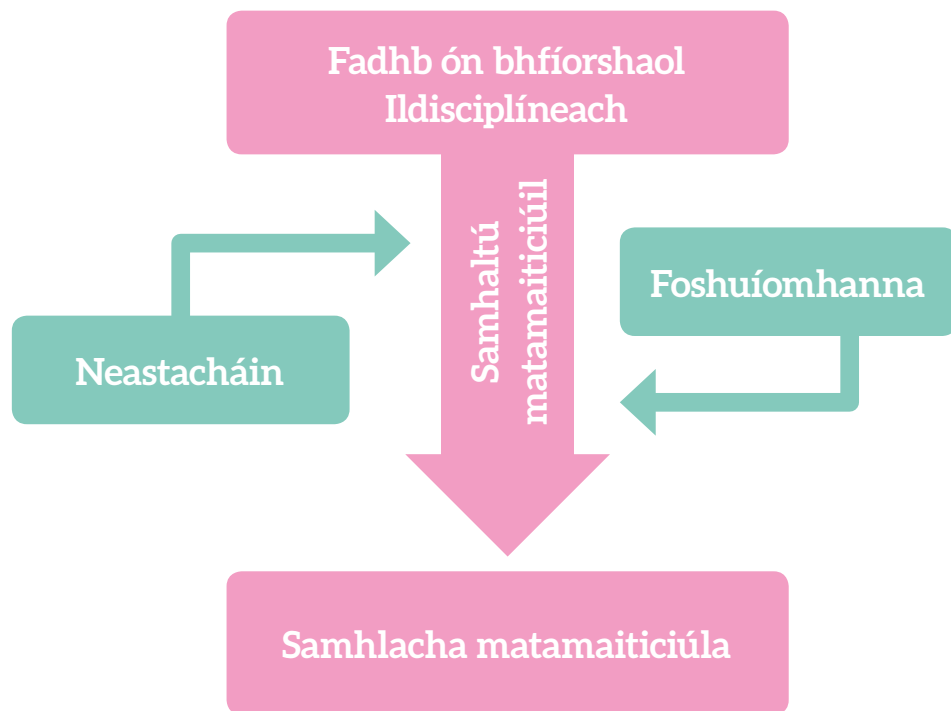 Fadhb ón bhfíorshaol
Ildisciplíneach
Samhaltú
matamaiticiúil
Foshuíomhanna
Neastacháin
Samhlacha matamaiticiúla